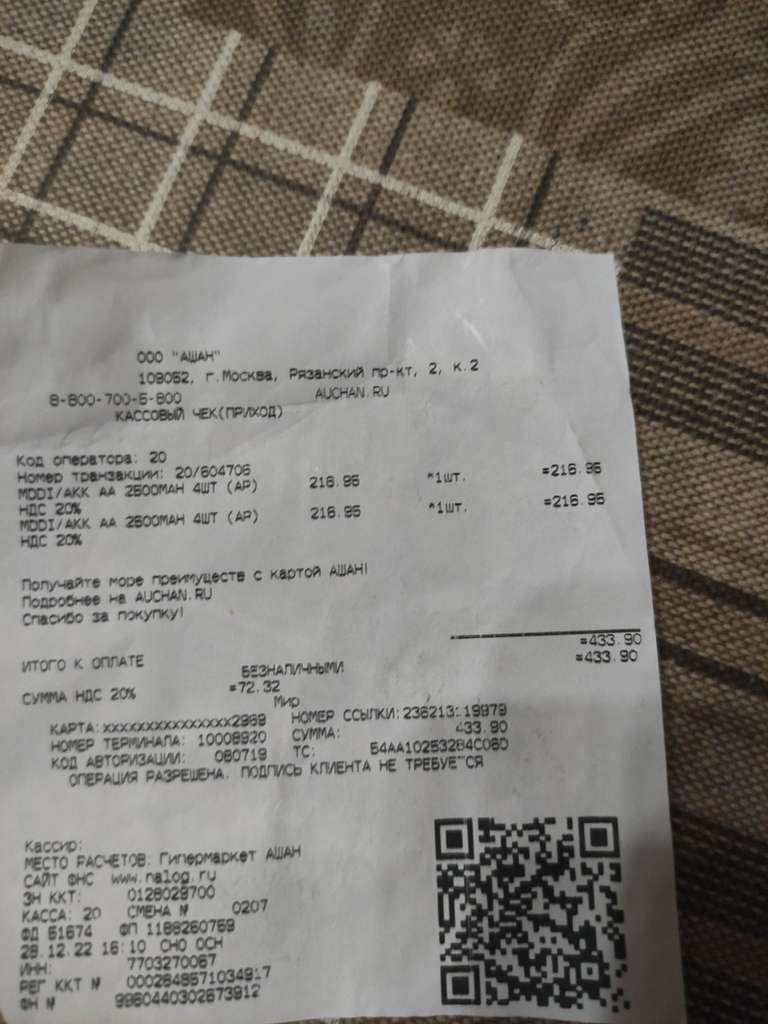 ООО "АШАН"
109052, г.Москва, Рязанский пр-кт, 2, к.2
8-800-700-5-800 AUCHAN.RU
КАССОВЫЙ ЧЕК(ПРИХОД)
Код оператора: 20
Номер транзакции: 20/604706
MDDI/АКК АА 2500МАН 4ШТ (АР) 216.95 *1шт. =216.95
НДС 20%
MDDI/АКК АА 2500МАН 4ШТ (АР) 216.95 *1шт. =216.95
НДС 20%
Получайте море преимуществ с картой АШАН!
Подробнее на AUCHAN.RU
Спасибо за покупку!
=433.90
ИТОГО К ОПЛАТЕ =433.90
БЕЗНАЛИЧНЫМИ
СУММА НДС 20% =72.32
Мир
КАРТА:xxxxxxxxxxxxxxx2969 НОМЕР ССЫЛКИ:236213119979
НОМЕР ТЕРМИНАЛА: 10008920 СУММА: 433.90
КОД АВТОРИЗАЦИИ: 080719 ТС: 54AA10253284C080
ОПЕРАЦИЯ РАЗРЕШЕНА. ПОДПИСЬ КЛИЕНТА НЕ ТРЕБУЕТСЯ
Кассир:
МЕСТО РАСЧЕТОВ: Гипермаркет АШАН
САЙТ ФНС www.nalog.ru
ЗН ККТ: 0128028700
КАССА: 20 СМЕНА № 0207
ФД 51674 ФП 1188260759
28.12.22 16:10 СНО ОСН
ИНН: 7703270067
РЕГ ККТ № 0002848571034917
ФН № 9960440302673912